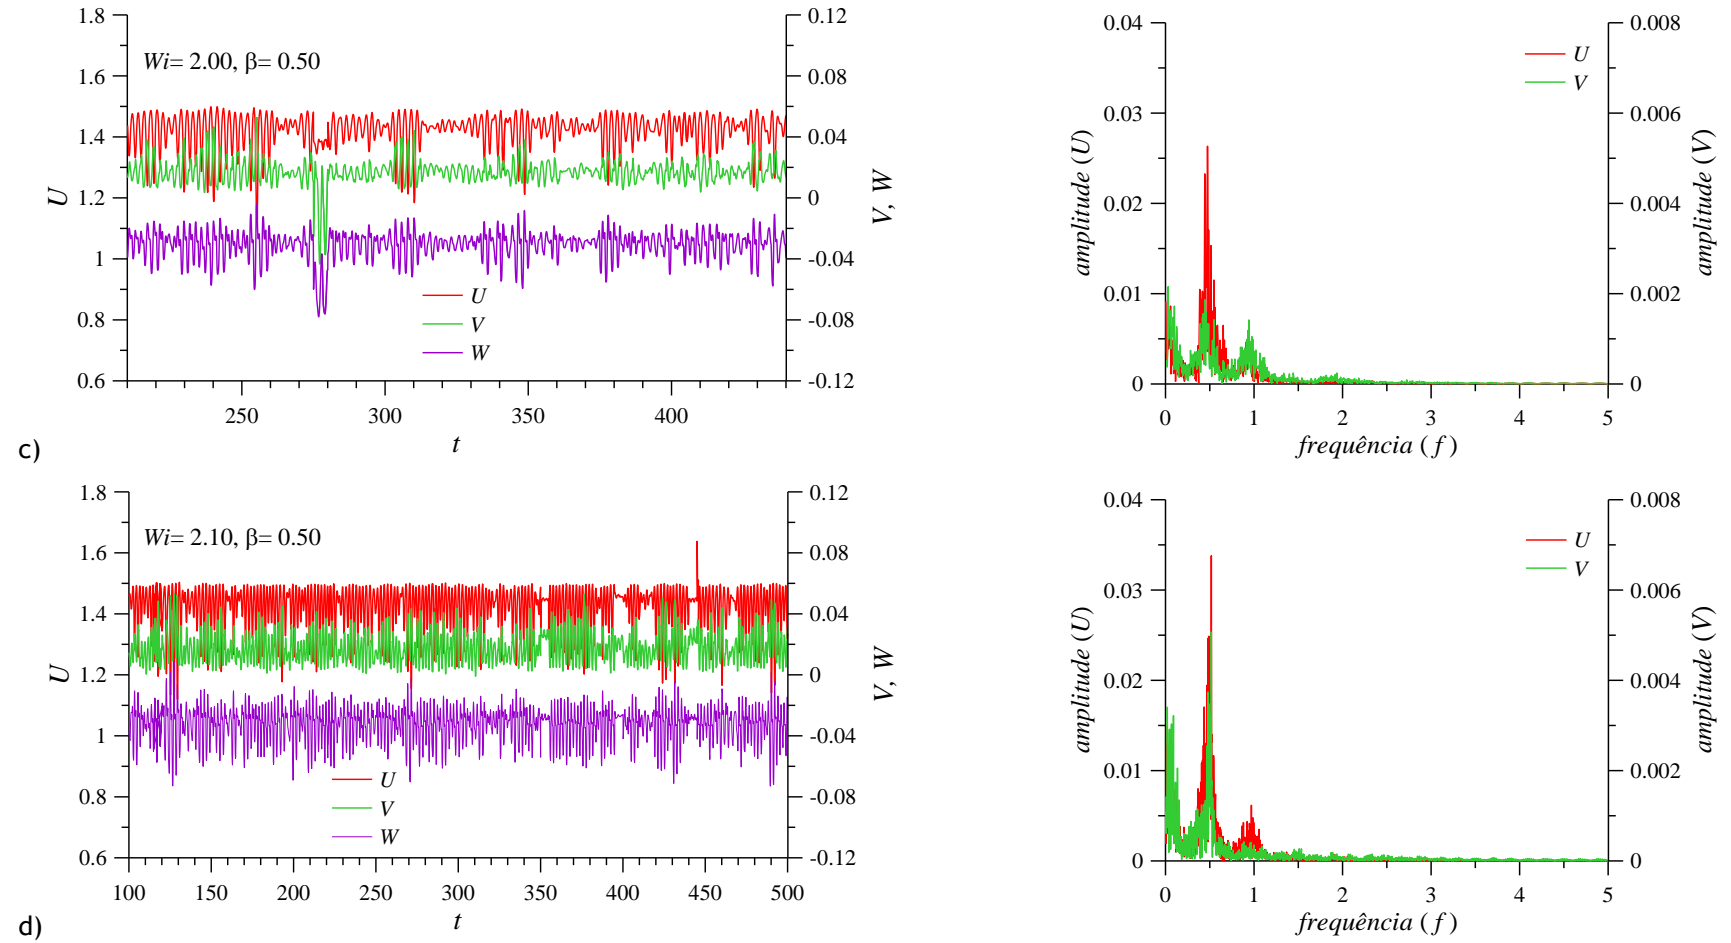 1.8
1.6
1.4
1.2
1
0.8
0.6
U
0.12
0.08
0.04
0
-0.04
-0.08
-0.12
V, W
Wi= 2.00, β= 0.50
U
V
W
250 300 350 400
t
c)
0.04
0.03
0.02
0.01
0
amplitude (U)
0.008
0.006
0.004
0.002
0
amplitude (V)
U
V
0 1 2 3 4 5
frequência (f)
1.8
1.6
1.4
1.2
1
0.8
0.6
U
0.12
0.08
0.04
0
-0.04
-0.08
-0.12
V, W
Wi= 2.10, β= 0.50
U
V
W
100 150 200 250 300 350 400 450 500
t
d)
0.04
0.03
0.02
0.01
0
amplitude (U)
0.008
0.006
0.004
0.002
0
amplitude (V)
U
V
0 1 2 3 4 5
frequência (f)